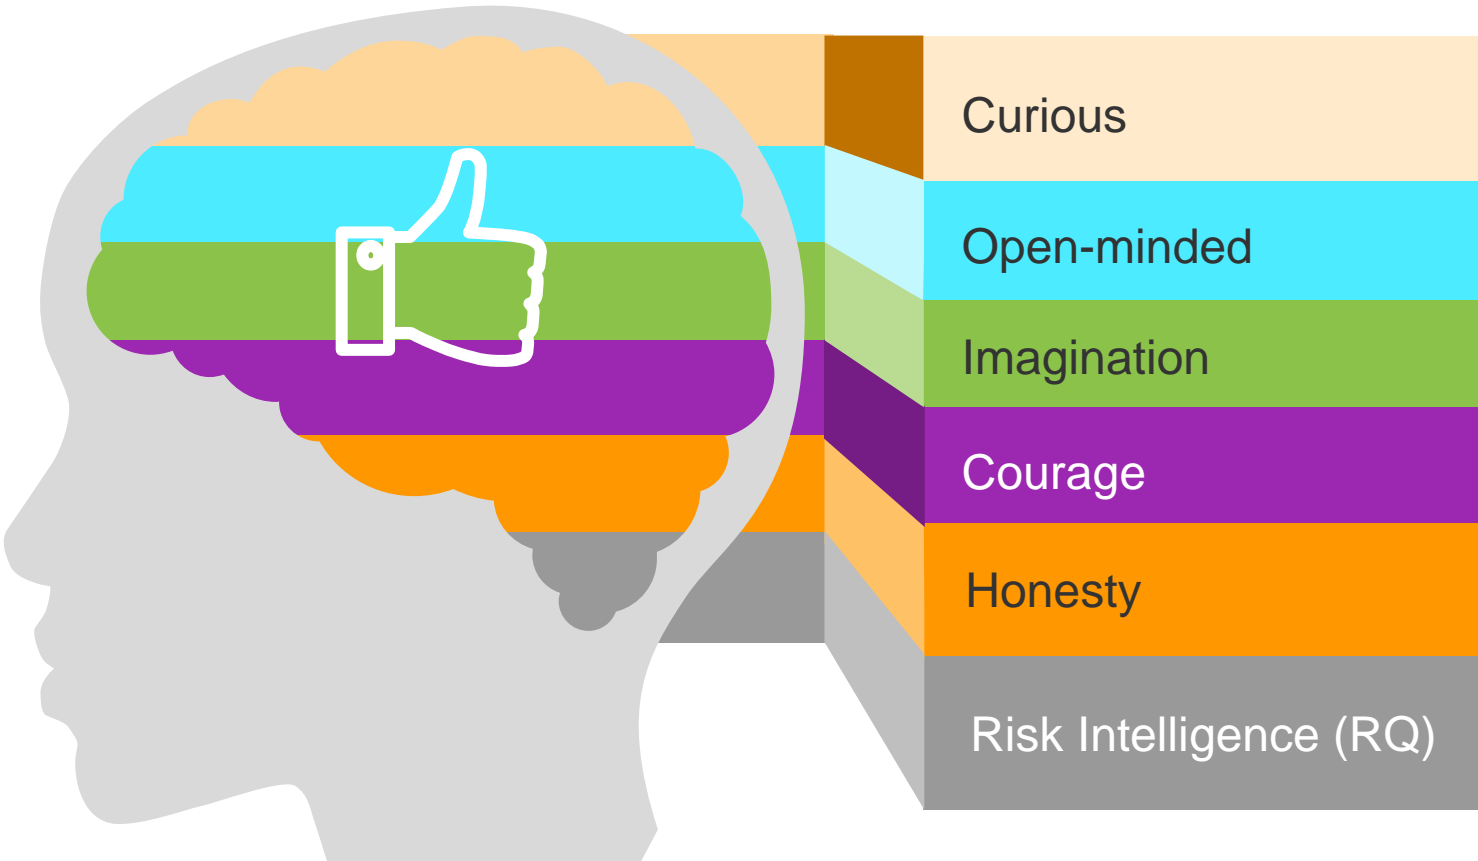 Curious
Open-minded
Imagination
Courage
Honesty
Risk Intelligence (RQ)